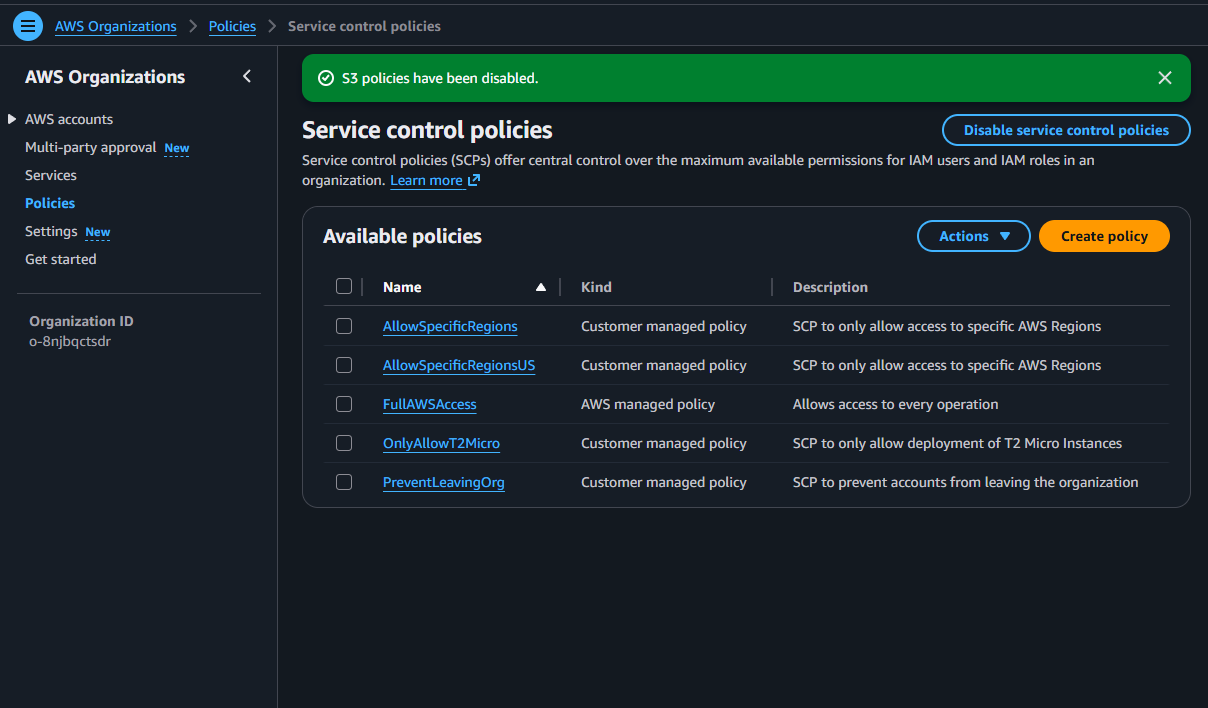 AWS Organizations > Policies > Service control policies
AWS Organizations
AWS accounts
Multi-party approval New
Services
Policies
Settings New
Get started
Organization ID
o-8njbqctsdr
S3 policies have been disabled.
Service control policies
Disable service control policies
Service control policies (SCPs) offer central control over the maximum available permissions for IAM users and IAM roles in an
organization. Learn more
Available policies
Actions
Create policy
Name Kind Description
AllowSpecificRegions Customer managed policy SCP to only allow access to specific AWS Regions
AllowSpecificRegionsUS Customer managed policy SCP to only allow access to specific AWS Regions
FullAWSAccess AWS managed policy Allows access to every operation
OnlyAllowT2Micro Customer managed policy SCP to only allow deployment of T2 Micro Instances
PreventLeavingOrg Customer managed policy SCP to prevent accounts from leaving the organization